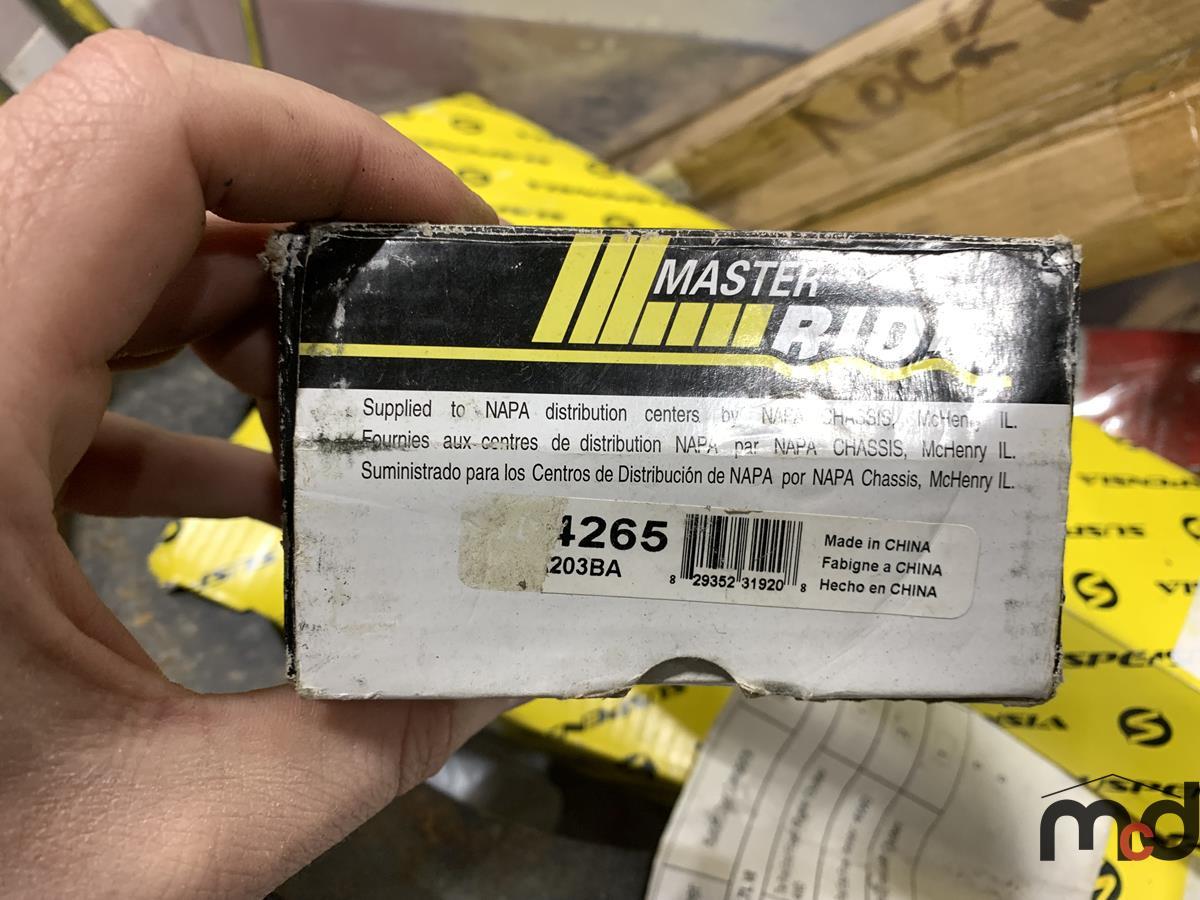 MASTER
RIDE
Supplied to NAPA distribution centers by NAPA CHASSIS, McHenry IL.
Fournies aux centres de distribution NAPA par NAPA CHASSIS, McHenry IL.
Suministrado para los Centros de Distribución de NAPA por NAPA Chassis, McHenry IL.
4265
203BA
8 29352 31920 8
Made in CHINA
Fabigne a CHINA
Hecho en CHINA
mcd